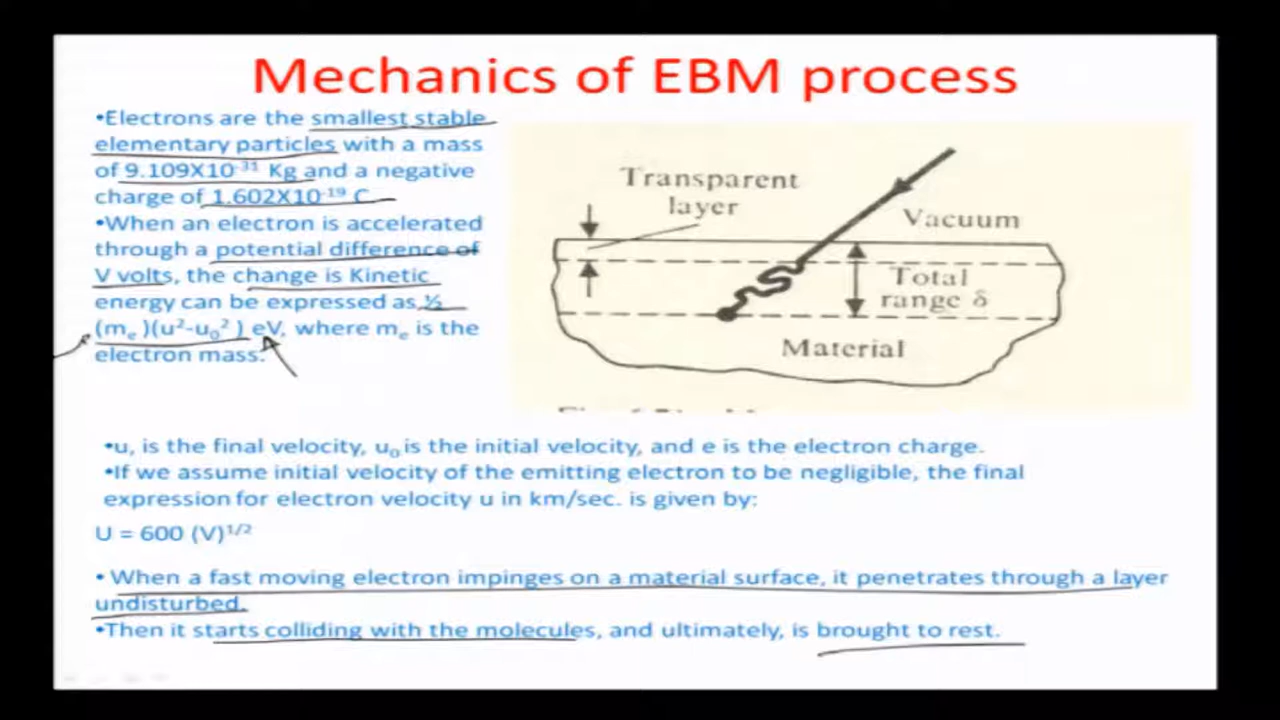 Mechanics of EBM process
•Electrons are the smallest stable
elementary particles with a mass
of 9.109X10⁻³¹ Kg and a negative
charge of 1.602X10⁻¹⁹ C
•When an electron is accelerated
through a potential difference of
V volts, the change is Kinetic
energy can be expressed as ½
(mₑ)(u²-u₀² ) eV, where mₑ is the
electron mass.
Transparent
layer
Vacuum
Total
range δ
Material
•u, is the final velocity, u₀ is the initial velocity, and e is the electron charge.
•If we assume initial velocity of the emitting electron to be negligible, the final
expression for electron velocity u in km/sec. is given by:
U = 600 (V)¹/²
• When a fast moving electron impinges on a material surface, it penetrates through a layer
undisturbed.
•Then it starts colliding with the molecules, and ultimately, is brought to rest.